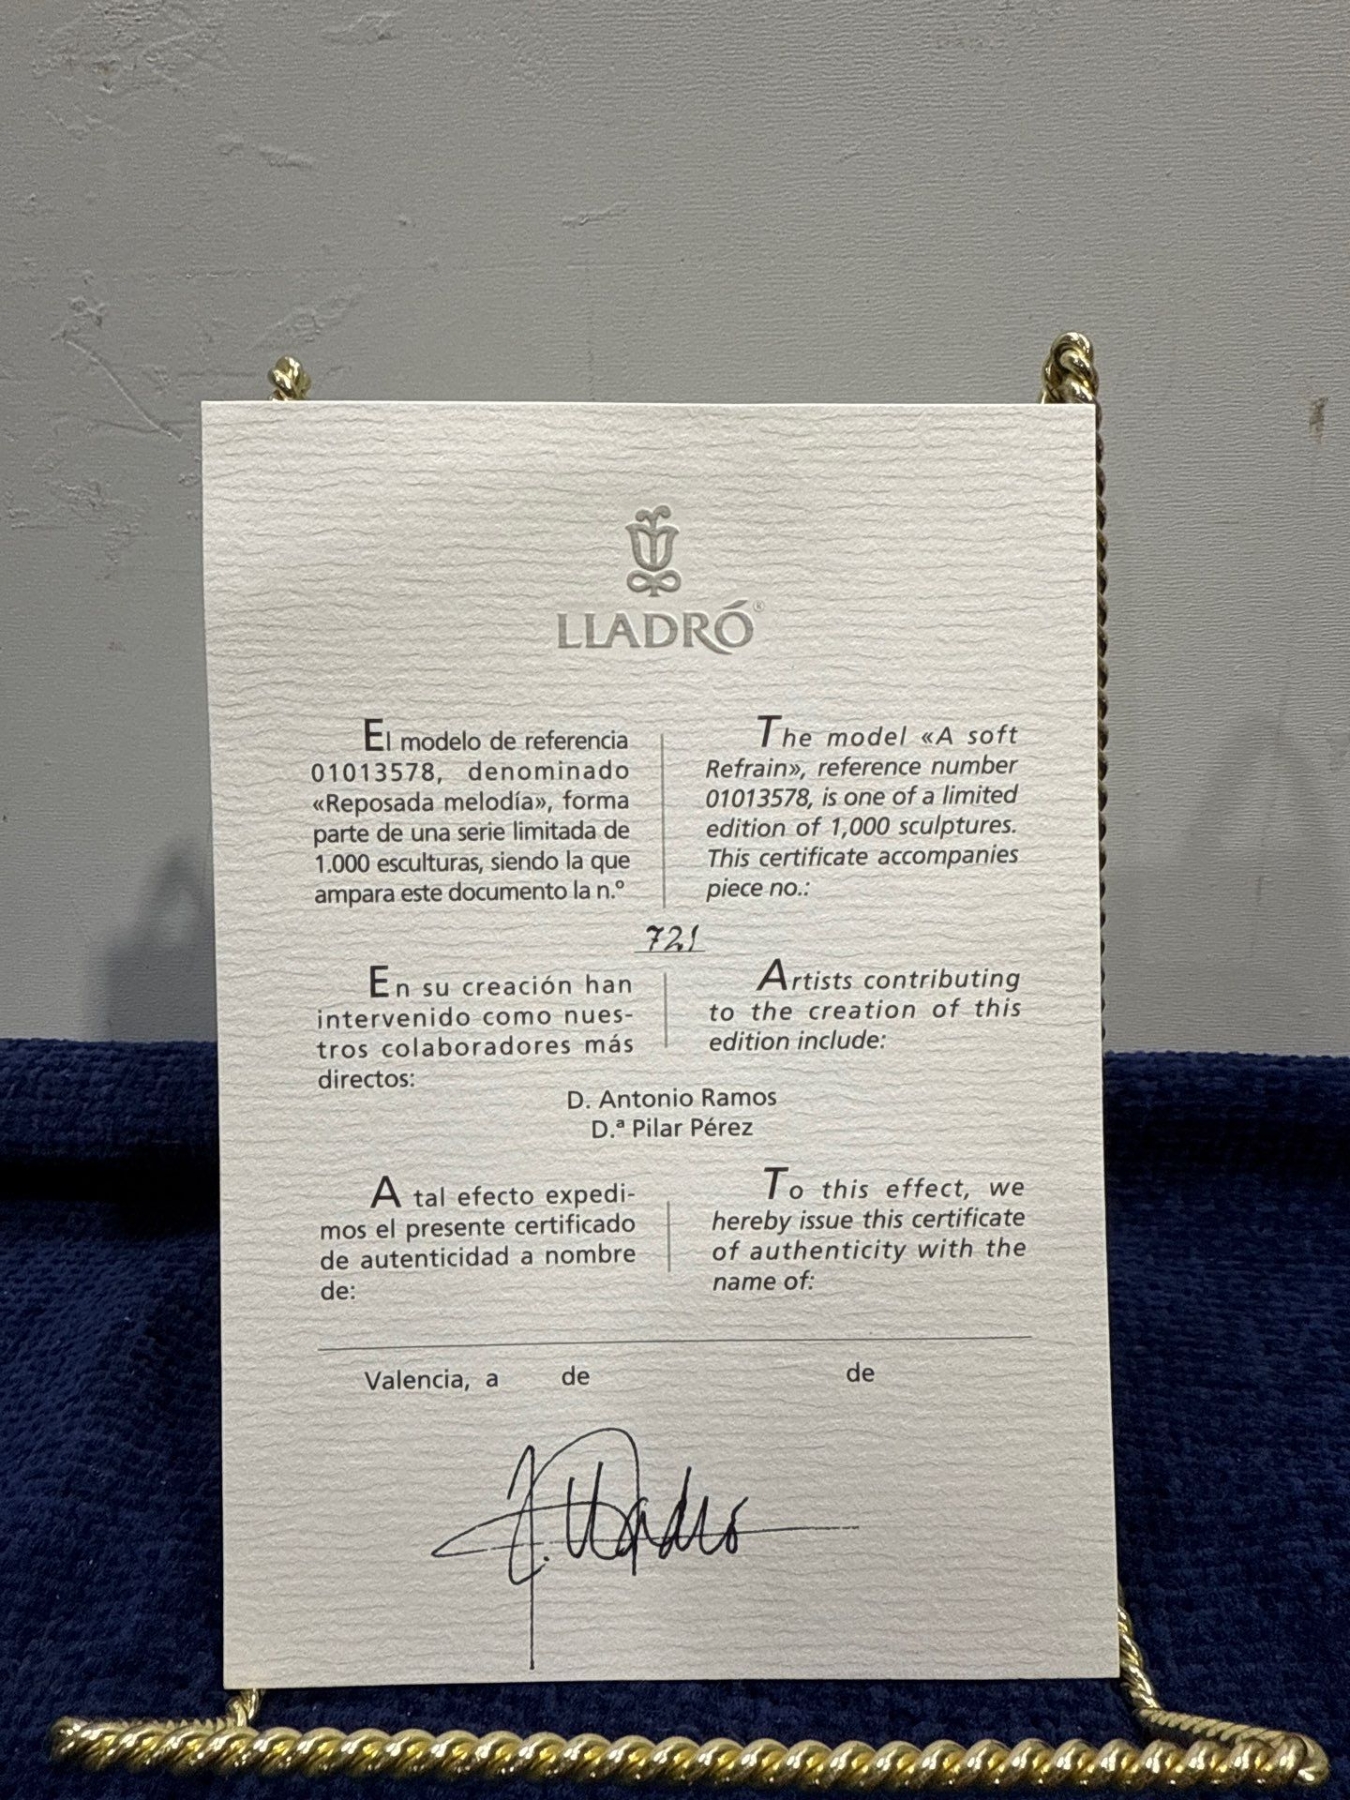 LLADRÓ®
El modelo de referencia
01013578, denominado
«Reposada melodía», forma
parte de una serie limitada de
1.000 esculturas, siendo la que
ampara este documento la n.º
The model «A soft
Refrain», reference number
01013578, is one of a limited
edition of 1,000 sculptures.
This certificate accompanies
piece no.:
721
En su creación han
intervenido como nues-
tros colaboradores más
directos:
Artists contributing
to the creation of this
edition include:
D. Antonio Ramos
D.ª Pilar Pérez
A tal efecto expedi-
mos el presente certificado
de autenticidad a nombre
de:
To this effect, we
hereby issue this certificate
of authenticity with the
name of:
Valencia, a de de
Lladró